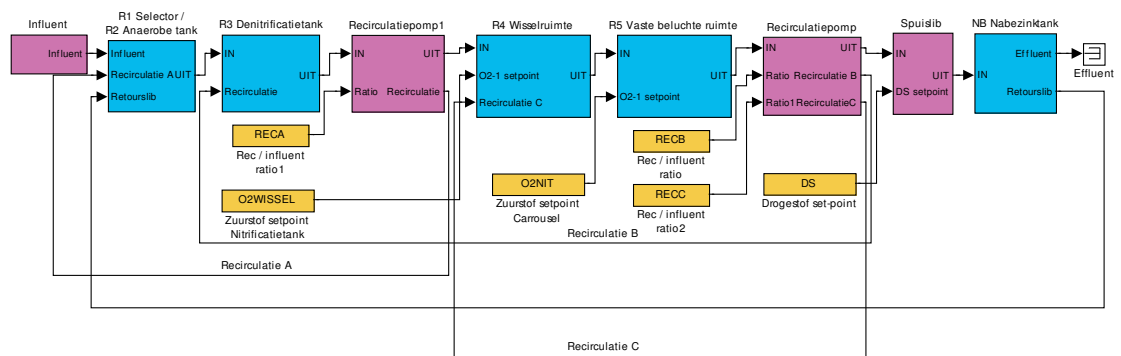 Influent
Influent
R1 Selector /
R2 Anaerobe tank
Influent
Recirculatie A
UIT
Retourslib
R3 Denitrificatietank
IN
UIT
Recirculatie
Recirculatiepomp1
IN
UIT
Ratio
Recirculatie
R4 Wisselruimte
IN
O2-1 setpoint
UIT
Recirculatie C
R5 Vaste beluchte ruimte
IN
UIT
O2-1 setpoint
Recirculatiepomp
IN
UIT
Ratio
Recirculatie B
Ratio1
RecirculatieC
Spuislib
IN
UIT
DS setpoint
NB Nabezinktank
Effluent
IN
Retourslib
Effluent
RECA
Rec / influent
ratio1
O2WISSEL
Zuurstof setpoint
Nitrificatietank
O2NIT
Zuurstof setpoint
Carrousel
RECB
Rec / influent
ratio
RECC
Rec / influent
ratio2
DS
Drogestof set-point
Recirculatie B
Recirculatie A
Recirculatie C